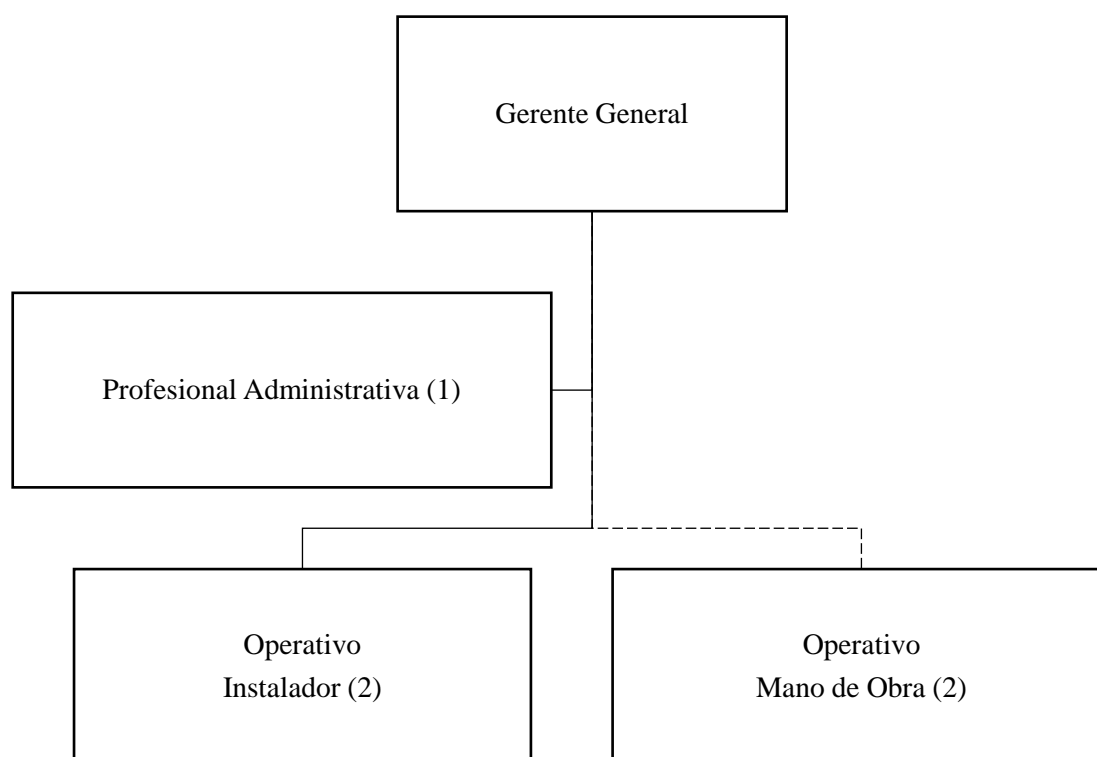 Gerente General
Profesional Administrativa (1)
Operativo
Instalador (2)
Operativo
Mano de Obra (2)